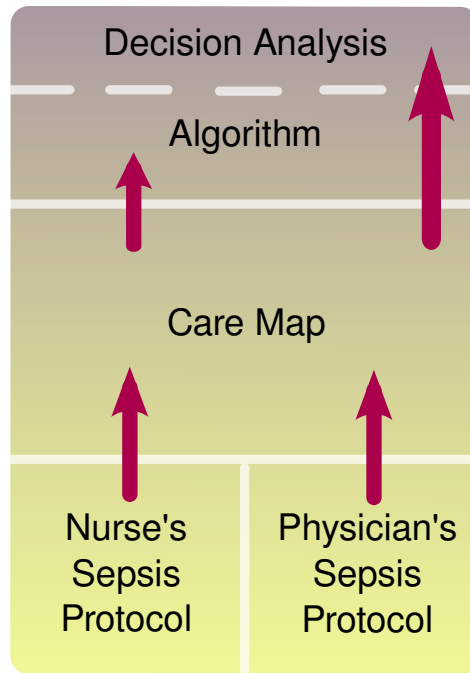 Decision Analysis
Algorithm
Care Map
Nurse's
Sepsis
Protocol
Physician's
Sepsis
Protocol